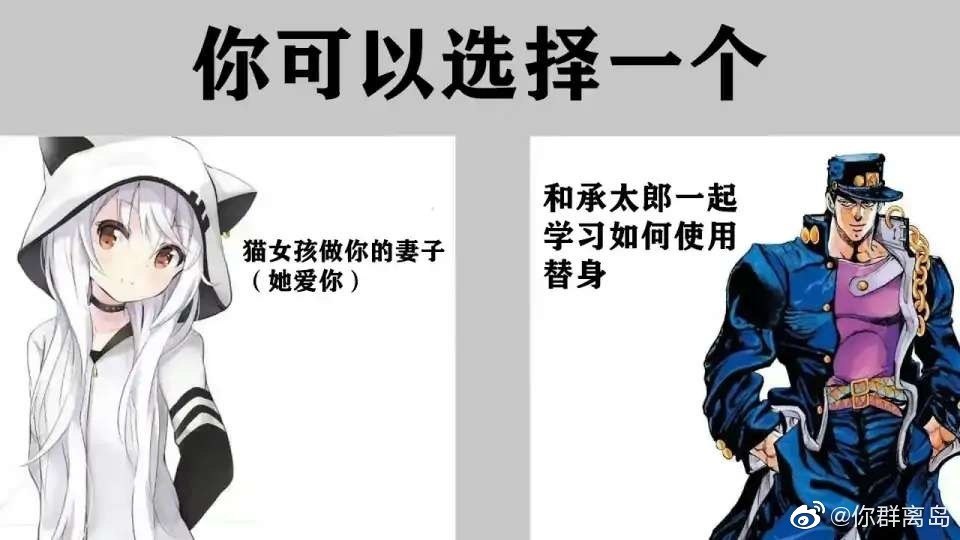 你可以选择一个
猫女孩做你的妻子
（她爱你）
和承太郎一起
学习如何使用
替身
@你群离岛